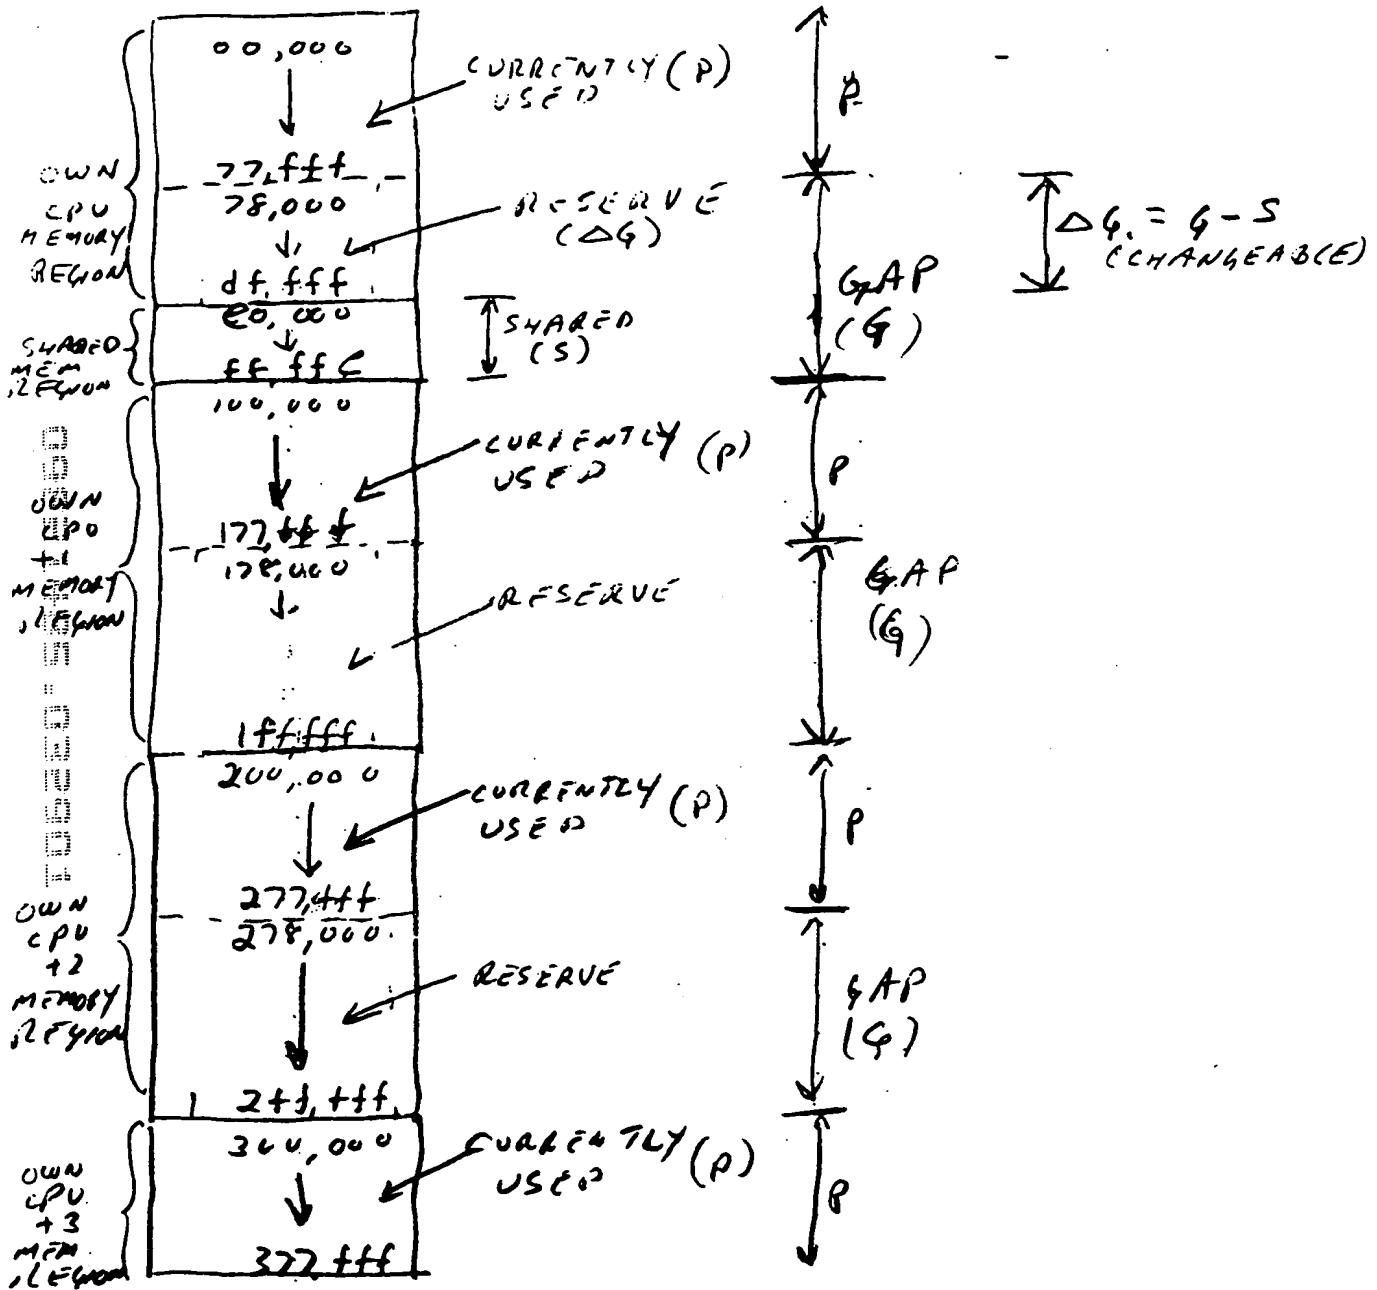 00,000
CURRENTLY (P)
USED
P
77,fff
OWN
CPU
MEMORY
REGION
78,000
RESERVE
(ΔG)
df,fff
ΔG = G - S
(CHANGEABLE)
GAP
(G)
SHARED
MEM
REGION
e0,000
SHARED
(S)
100,000
CURRENTLY (P)
USED
P
OWN
CPU
+1
MEMORY
REGION
177,fff
178,000
RESERVE
GAP
(G)
1ff,fff
200,000
CURRENTLY (P)
USED
P
277,fff
OWN
CPU
+2
MEMORY
REGION
278,000
RESERVE
GAP
(G)
2ff,fff
300,000
CURRENTLY (P)
USED
P
OWN
CPU
+3
MEM
REGION
377,fff